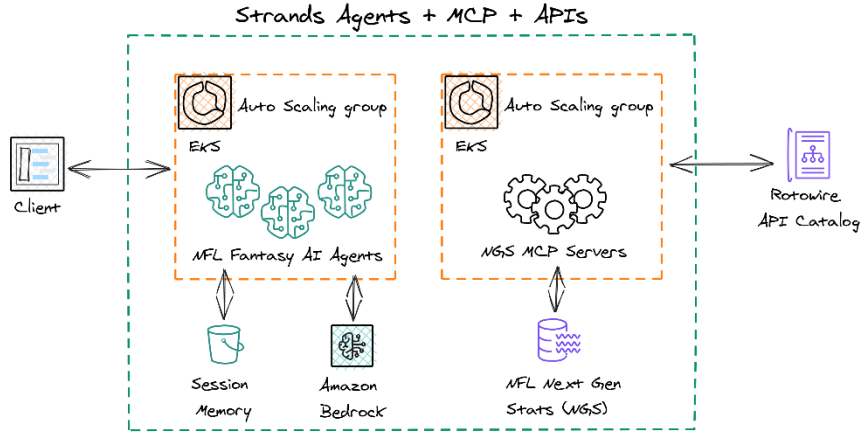 Strands Agents + MCP + APIs
Auto Scaling group
EKS
Auto Scaling group
EKS
Client
NFL Fantasy AI Agents
NGS MCP Servers
Rotowire
API Catalog
Session
Memory
Amazon
Bedrock
NFL Next Gen
Stats (NGS)